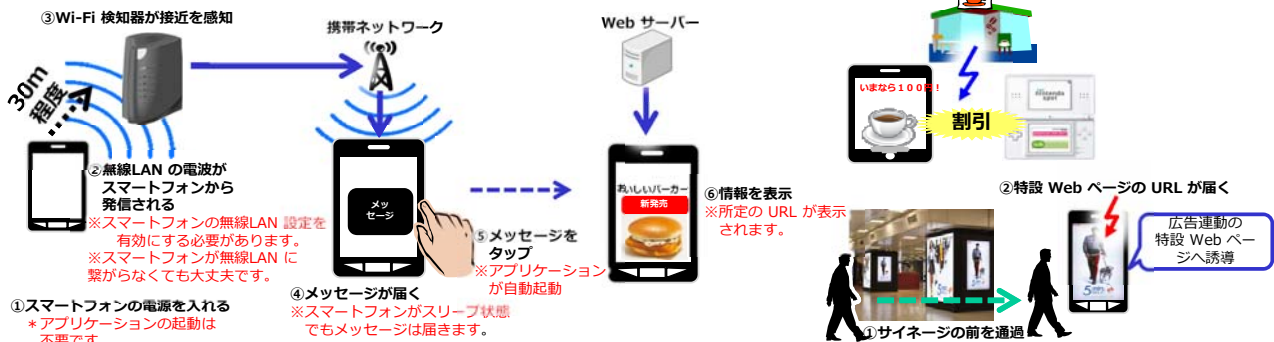 ③Wi-Fi 検知器が接近を感知
30m
程度
②無線LAN の電波が
スマートフォンから
発信される
※スマートフォンの無線LAN 設定を
有効にする必要があります。
※スマートフォンが無線LAN に
繋がらなくても大丈夫です。
①スマートフォンの電源を入れる
＊アプリケーションの起動は
不要です
携帯ネットワーク
メッ
セージ
④メッセージが届く
※スマートフォンがスリープ状態
でもメッセージは届きます。
⑤メッセージを
タップ
※アプリケーション
が自動起動
Web サーバー
おいしいバーガー
新発売
⑥情報を表示
※所定の URL が表示
されます。
いまなら１００円！
割引
Nintendo
spot
②特設 Web ページの URL が届く
広告連動の
特設 Web ペー
ジへ誘導
①サイネージの前を通過